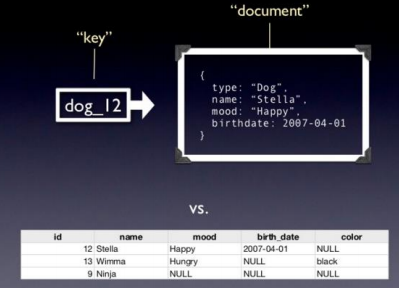 “document”
“key”
dog_12
{
type: "Dog",
name: "Stella",
mood: "Happy",
birthdate: 2007-04-01
}
vs.
id name mood birth_date color
12 Stella Happy 2007-04-01 NULL
13 Wimma Hungry NULL black
9 Ninja NULL NULL NULL